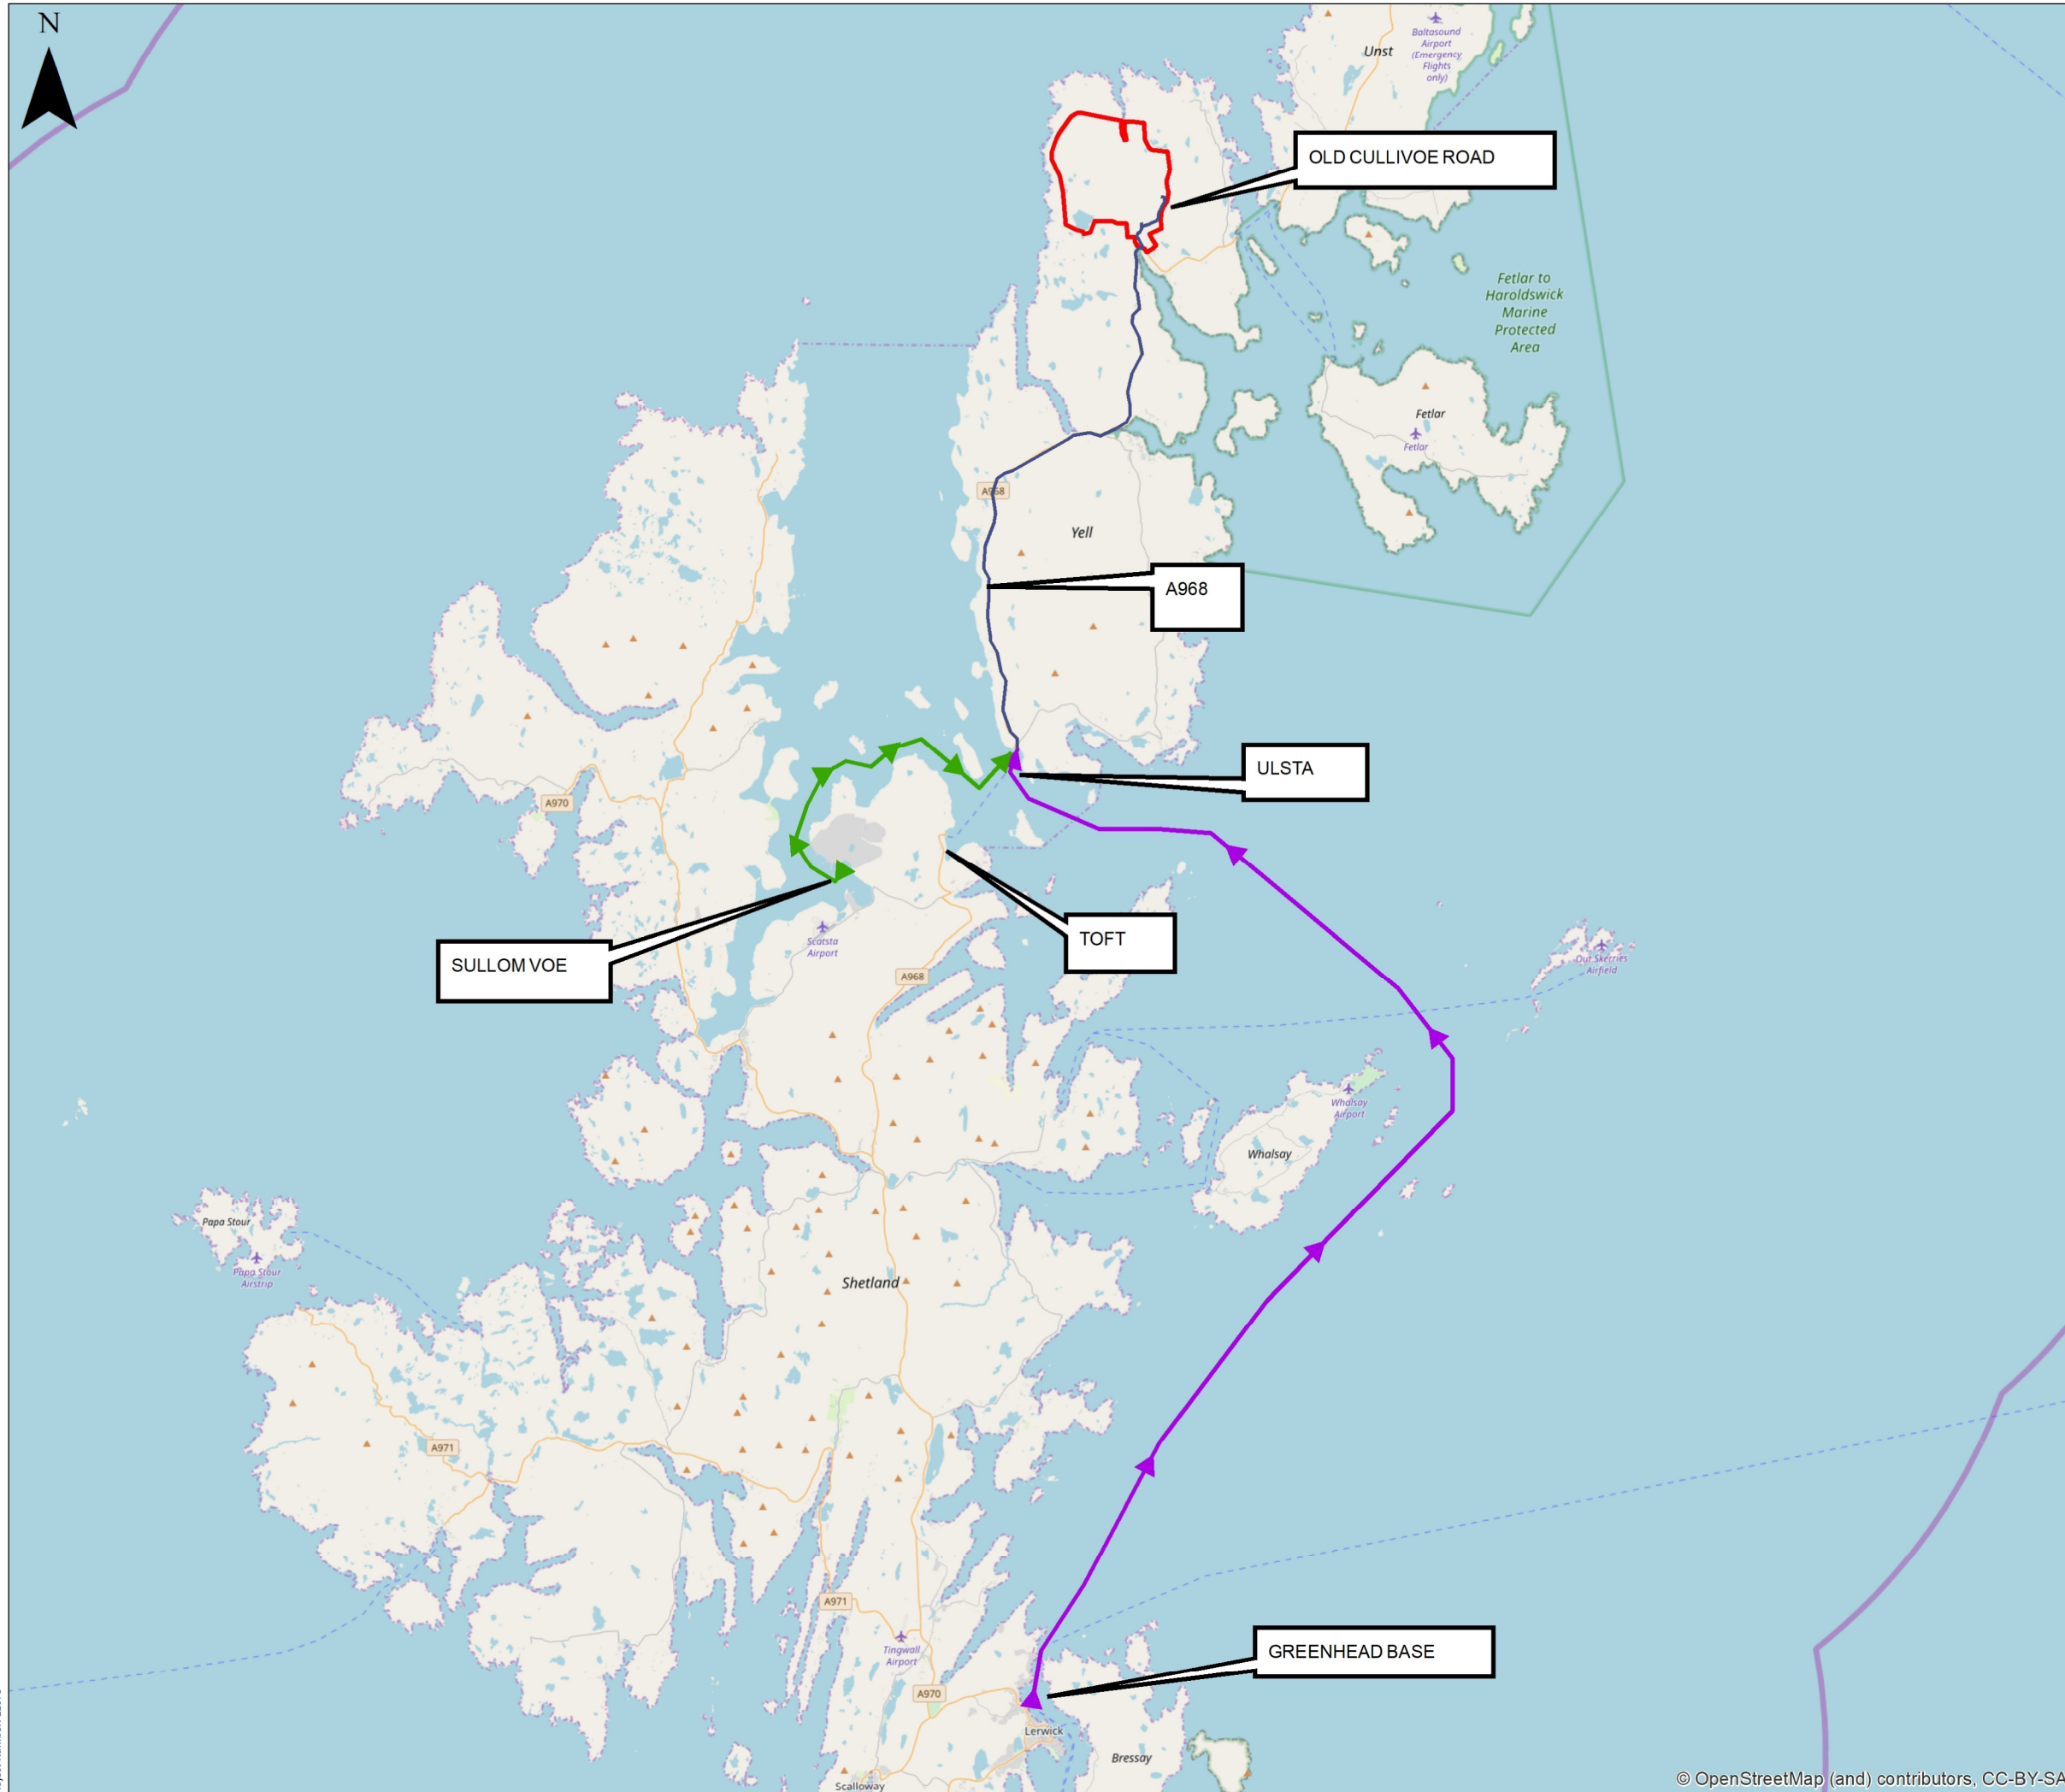 N
Unst
Baltasound
Airport
(Emergency
Flights
only)
OLD CULLIVOE ROAD
Fetlar to
Haroldswick
Marine
Protected
Area
Fetlar
Fetlar
A968
Yell
A968
ULSTA
A970
TOFT
SULLOM VOE
Scatsta
Airport
A968
Out Skerries
Airfield
Whalsay
Airport
Whalsay
Papa Stour
Papa Stour
Airstrip
Shetland
A971
A971
Tingwall
Airport
GREENHEAD BASE
A970
Lerwick
Bressay
Scalloway
© OpenStreetMap (and) contributors, CC-BY-SA